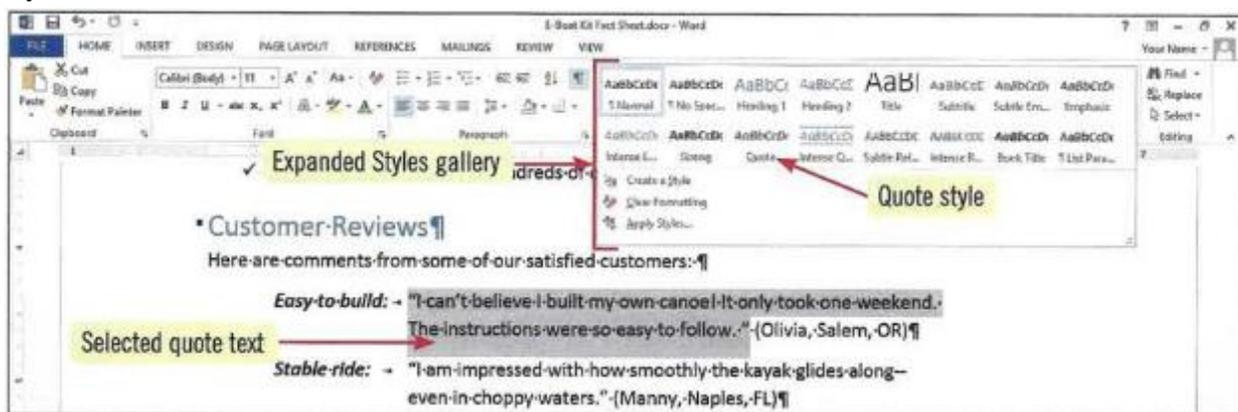 E-Boat Kit Fact Sheet.docx - Word
FILE HOME INSERT DESIGN PAGE LAYOUT REFERENCES MAILINGS REVIEW VIEW Your Name
Cut
Copy
Format Painter
Paste
Calibri (Body) 11
Clipboard Font Paragraph
AaBbCcDc AaBbCcDc AaBbCc AaBbCcC AaBl AaBbCcC AaBbCcDc AaBbCcDc
¶ Normal ¶ No Spac... Heading 1 Heading 2 Title Subtitle Subtle Em... Emphasis
AaBbCcDc AaBbCcDc AaBbCcDc AaBbCcDc AaBbCcDc AaBbCcDc AaBbCcDc AaBbCcDc
Intense E... Strong Quote Intense Q... Subtle Ref... Intense R... Book Title ¶ List Para...
Create a Style
Clear Formatting
Apply Styles...
Find
Replace
Select
Editing
Expanded Styles gallery
Quote style
Customer·Reviews¶
Here·are·comments·from·some·of·our·satisfied·customers:·¶
Easy·to·build: → "I·can't·believe·I·built·my·own·canoe!·It·only·took·one·weekend.·
The·instructions·were·so·easy·to·follow.·"·(Olivia,·Salem,·OR)¶
Selected quote text
Stable·ride: → "I·am·impressed·with·how·smoothly·the·kayak·glides·along--
even·in·choppy·waters."·(Manny,·Naples,·FL)¶